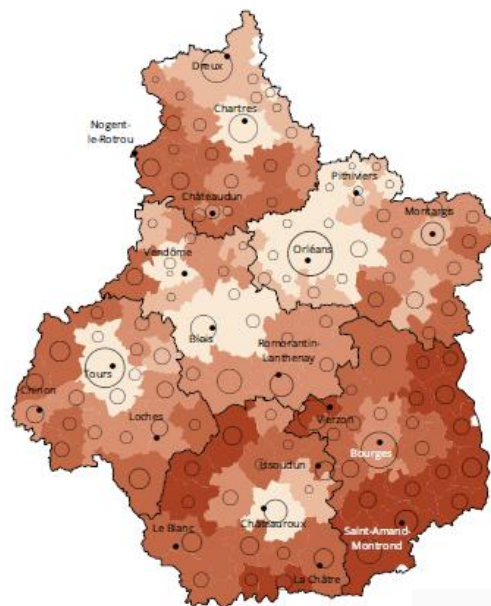 Dreux
Chartres
Nogent-
le-Rotrou
Pithiviers
Châteaudun
Montargis
Orléans
Vendôme
Blois
Romorantin-
Lanthenay
Tours
Chinon
Loches
Vierzon
Bourges
Issoudun
Châteauroux
Saint-Amand-
Montrond
Le Blanc
La Châtre